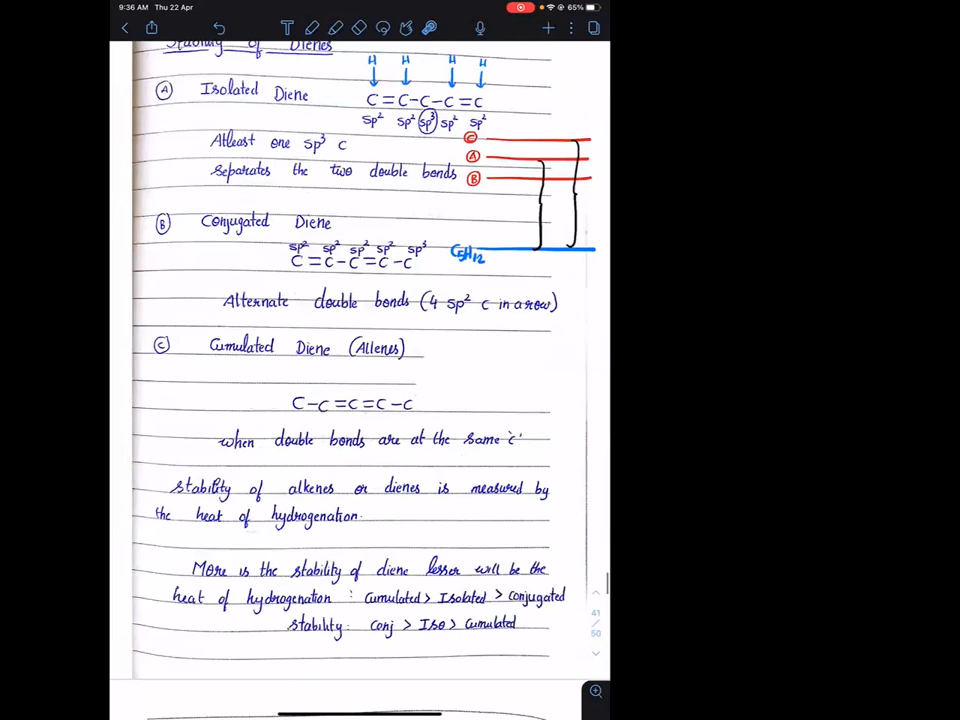 9:36 AM Thu 22 Apr
65%
Stability of Dienes
H H H H
A Isolated Diene
C=C-C-C=C
sp² sp² sp³ sp² sp²
Atleast one sp³ c
separates the two double bonds
C
A
B
B Conjugated Diene
sp² sp² sp² sp² sp³
C=C-C=C-C
C5H12
Alternate double bonds (4 sp² c in a row)
C Cumulated Diene (Allenes)
C-C=C=C-C
when double bonds are at the same 'c'
stability of alkenes or dienes is measured by
the heat of hydrogenation.
More is the stability of diene lesser will be the
heat of hydrogenation : Cumulated > Isolated > conjugated
stability: conj > Iso > cumulated
41
/
50